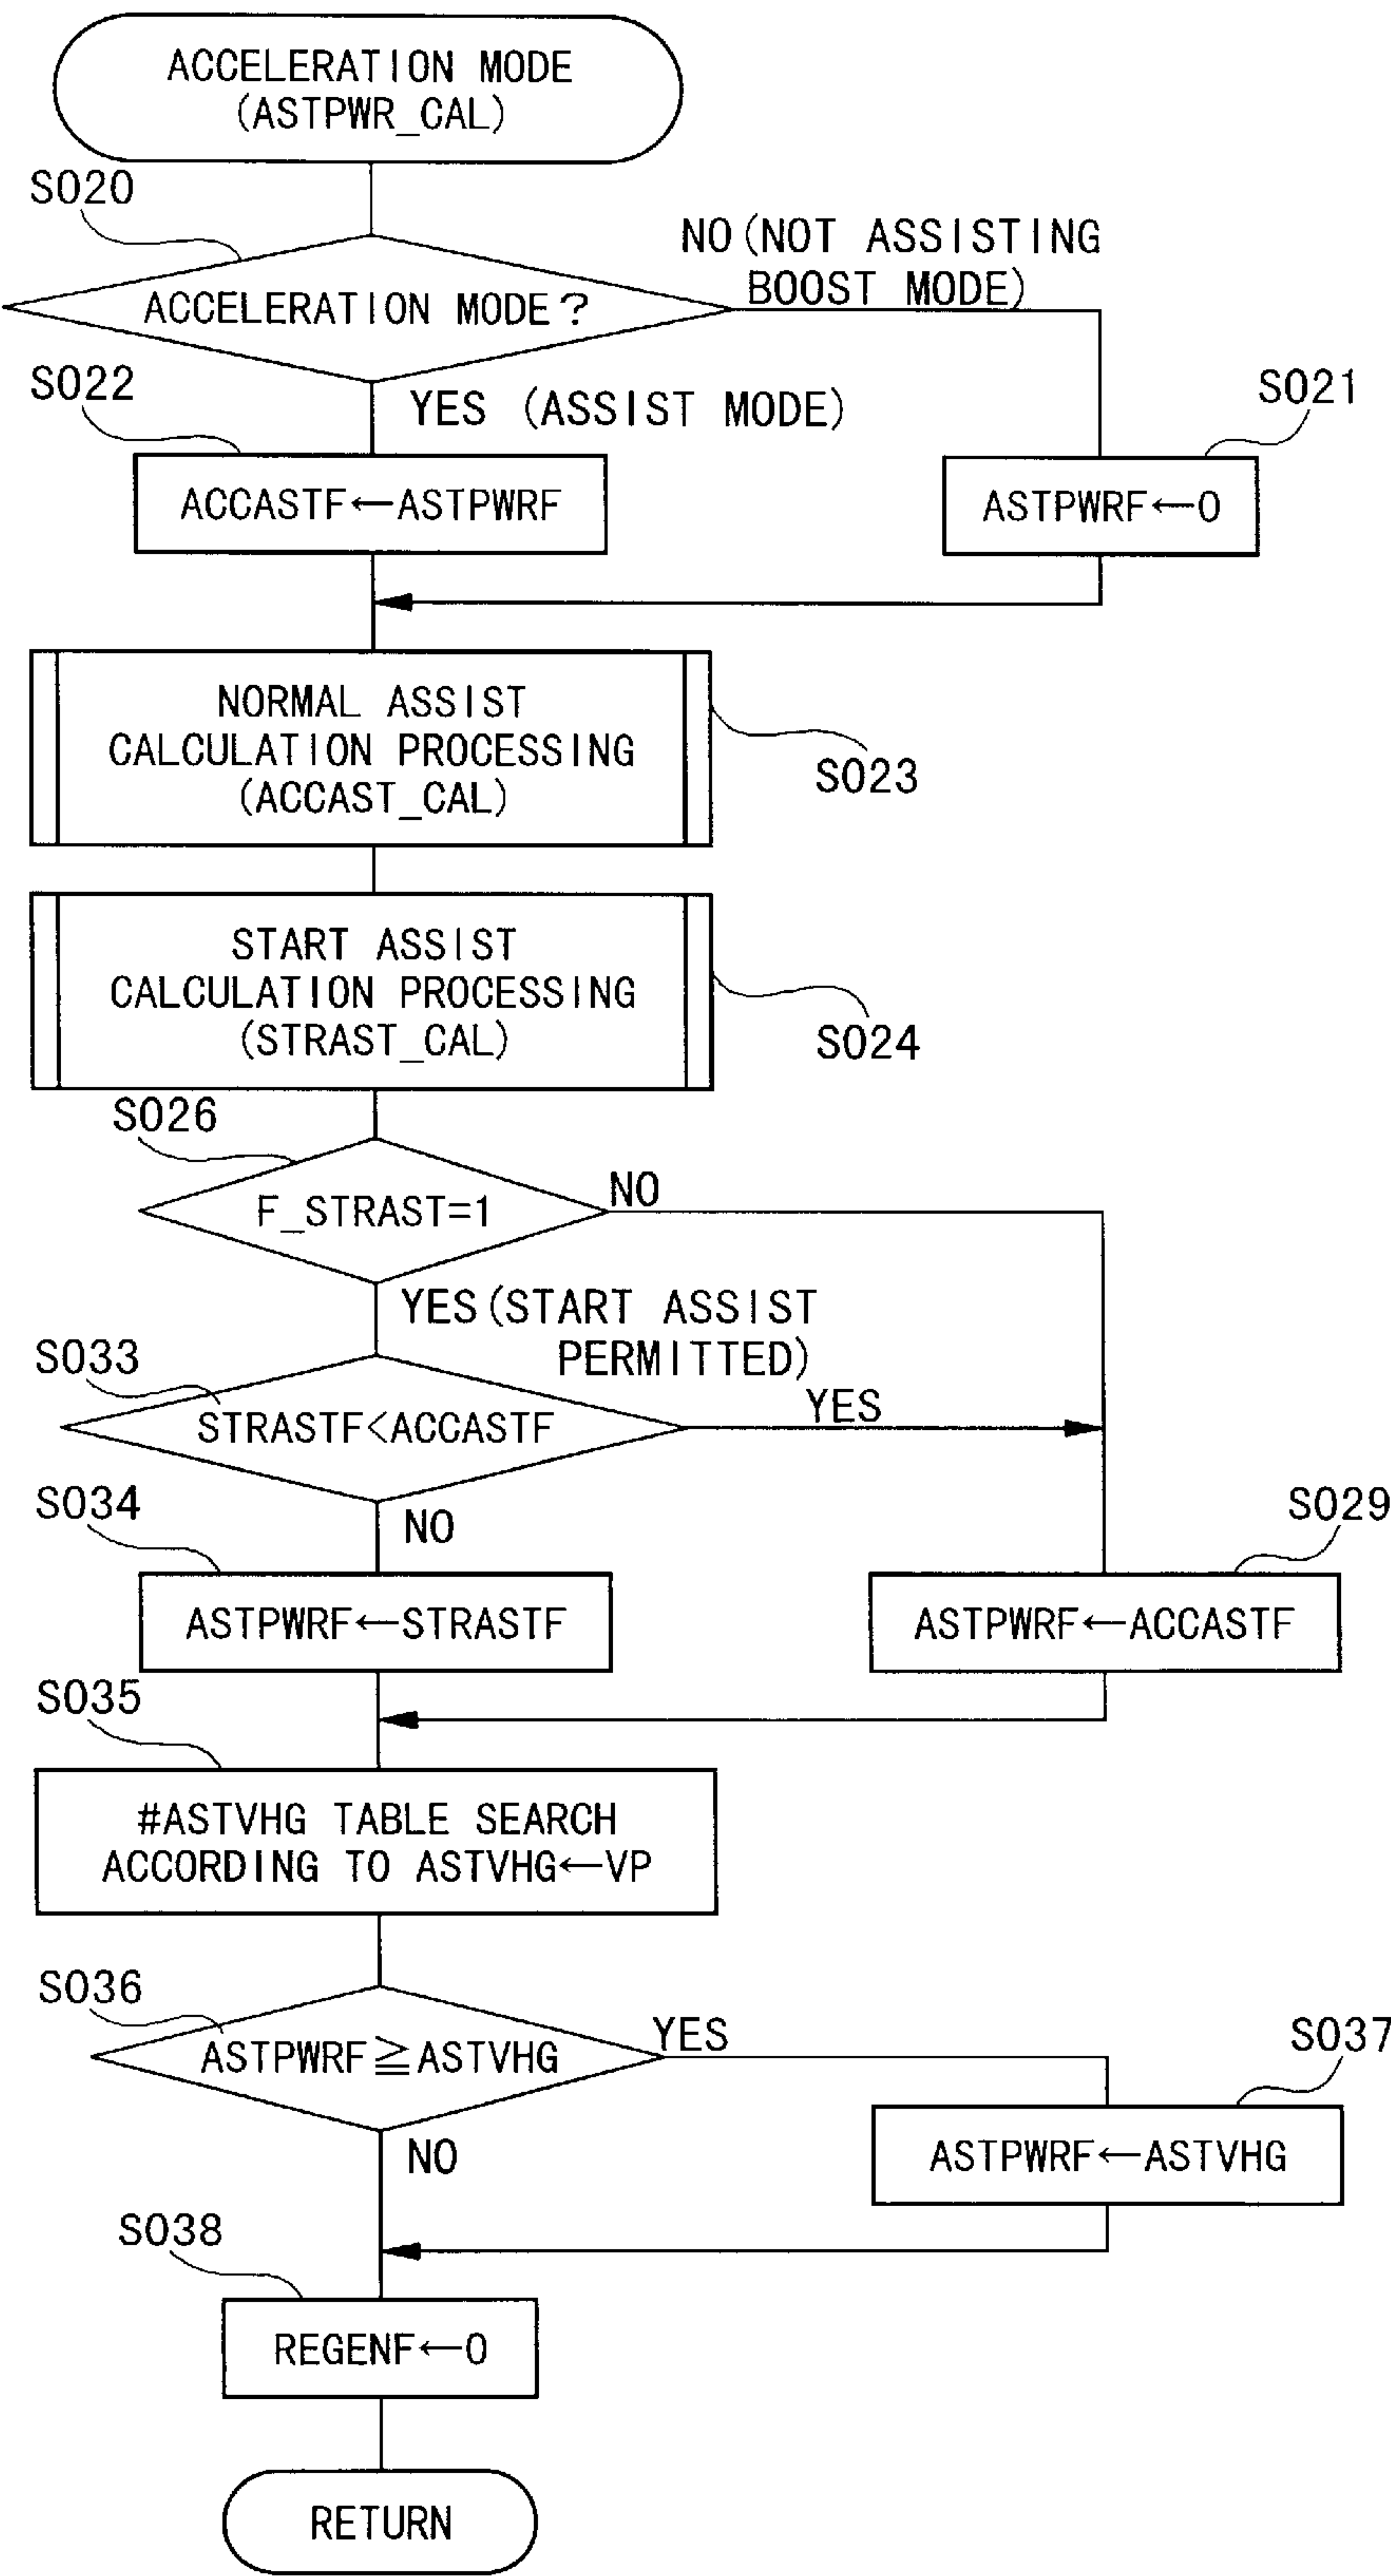 ACCELERATION MODE
(ASTPWR_CAL)
S020
NO(NOT ASSISTING
BOOST MODE)
ACCELERATION MODE?
S022
YES (ASSIST MODE)
S021
ACCASTF←ASTPWRF
ASTPWRF←0
NORMAL ASSIST
CALCULATION PROCESSING
(ACCAST_CAL)
S023
START ASSIST
CALCULATION PROCESSING
(STRAST_CAL)
S024
S026
F_STRAST=1
NO
YES(START ASSIST
PERMITTED)
S033
STRASTF<ACCASTF
YES
S034
NO
S029
ASTPWRF←STRASTF
ASTPWRF←ACCASTF
S035
#ASTVHG TABLE SEARCH
ACCORDING TO ASTVHG←VP
S036
ASTPWRF≧ASTVHG
YES
S037
NO
ASTPWRF←ASTVHG
S038
REGENF←0
RETURN